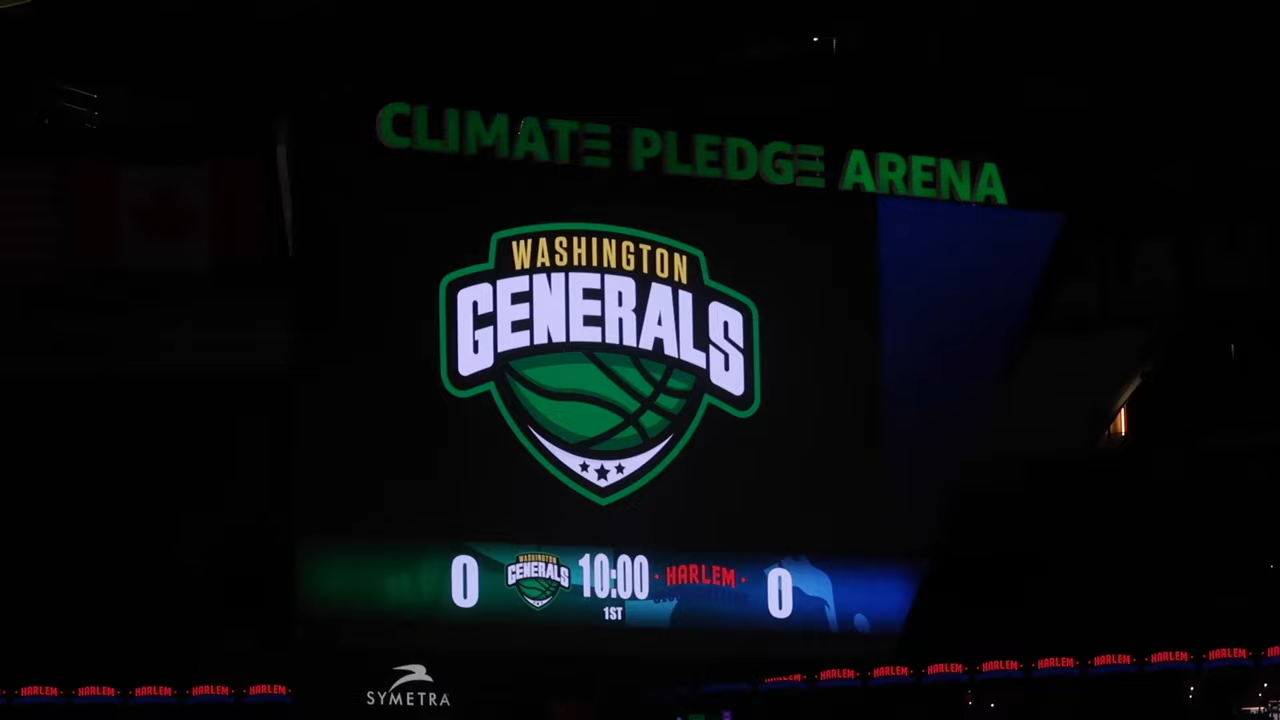 CLIMATE PLEDGE ARENA
WASHINGTON
GENERALS
0 WASHINGTON GENERALS 10:00 HARLEM 0
1ST
HARLEM HARLEM HARLEM HARLEM HARLEM
SYMETRA
HARLEM HARLEM HARLEM HARLEM HARLEM HARLEM HARLEM HARLEM HARLEM